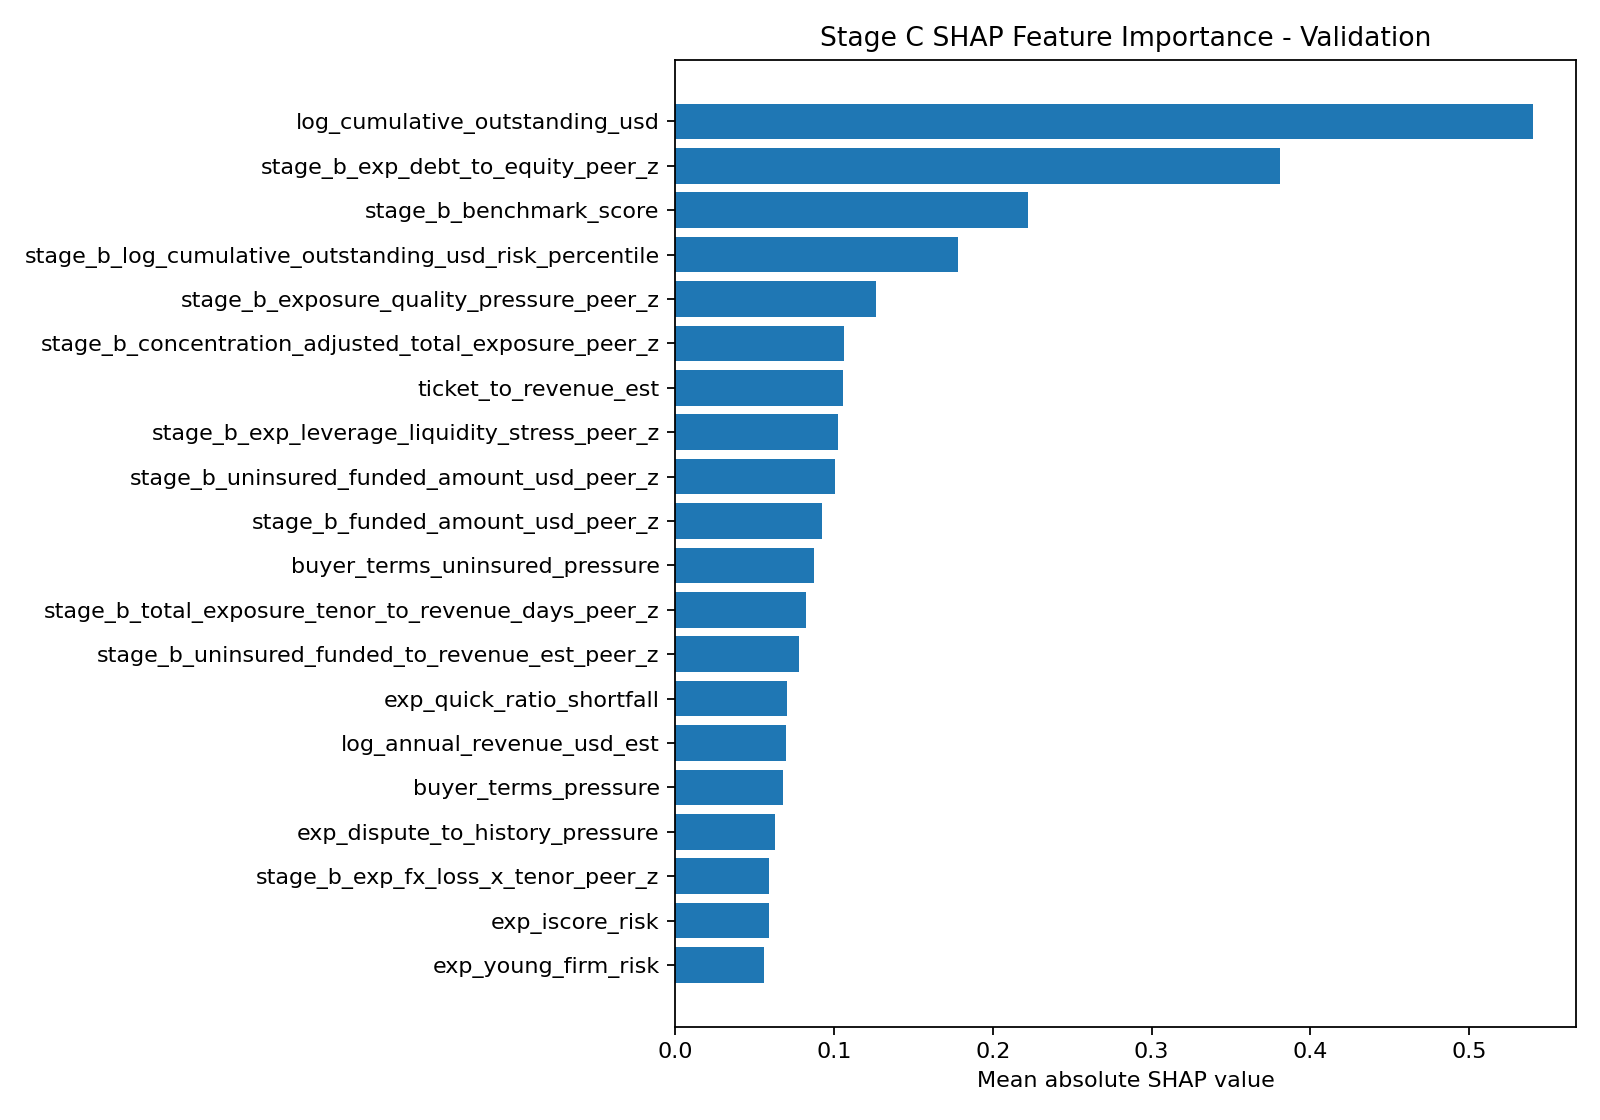 Stage C SHAP Feature Importance - Validation
log_cumulative_outstanding_usd
stage_b_exp_debt_to_equity_peer_z
stage_b_benchmark_score
stage_b_log_cumulative_outstanding_usd_risk_percentile
stage_b_exposure_quality_pressure_peer_z
stage_b_concentration_adjusted_total_exposure_peer_z
ticket_to_revenue_est
stage_b_exp_leverage_liquidity_stress_peer_z
stage_b_uninsured_funded_amount_usd_peer_z
stage_b_funded_amount_usd_peer_z
buyer_terms_uninsured_pressure
stage_b_total_exposure_tenor_to_revenue_days_peer_z
stage_b_uninsured_funded_to_revenue_est_peer_z
exp_quick_ratio_shortfall
log_annual_revenue_usd_est
buyer_terms_pressure
exp_dispute_to_history_pressure
stage_b_exp_fx_loss_x_tenor_peer_z
exp_iscore_risk
exp_young_firm_risk
0.0 0.1 0.2 0.3 0.4 0.5
Mean absolute SHAP value